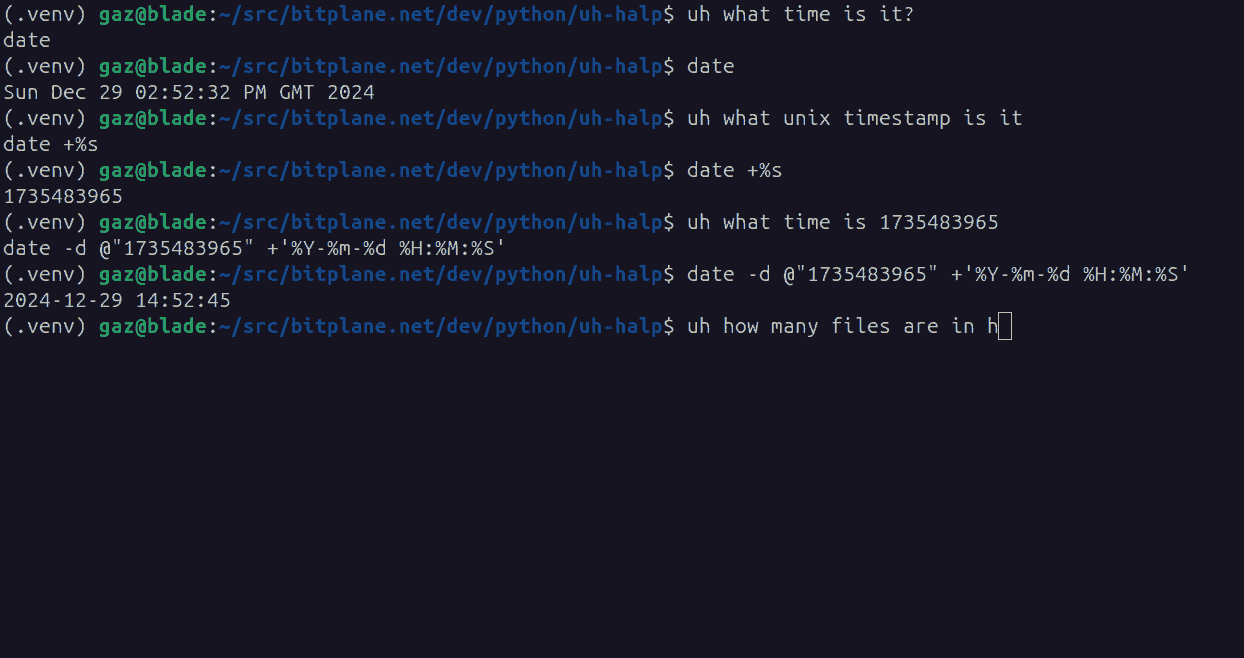 (.venv) gaz@blade:~/src/bitplane.net/dev/python/uh-halp$ uh what time is it?
date
(.venv) gaz@blade:~/src/bitplane.net/dev/python/uh-halp$ date
Sun Dec 29 02:52:32 PM GMT 2024
(.venv) gaz@blade:~/src/bitplane.net/dev/python/uh-halp$ uh what unix timestamp is it
date +%s
(.venv) gaz@blade:~/src/bitplane.net/dev/python/uh-halp$ date +%s
1735483965
(.venv) gaz@blade:~/src/bitplane.net/dev/python/uh-halp$ uh what time is 1735483965
date -d @"1735483965" +'%Y-%m-%d %H:%M:%S'
(.venv) gaz@blade:~/src/bitplane.net/dev/python/uh-halp$ date -d @"1735483965" +'%Y-%m-%d %H:%M:%S'
2024-12-29 14:52:45
(.venv) gaz@blade:~/src/bitplane.net/dev/python/uh-halp$ uh how many files are in h